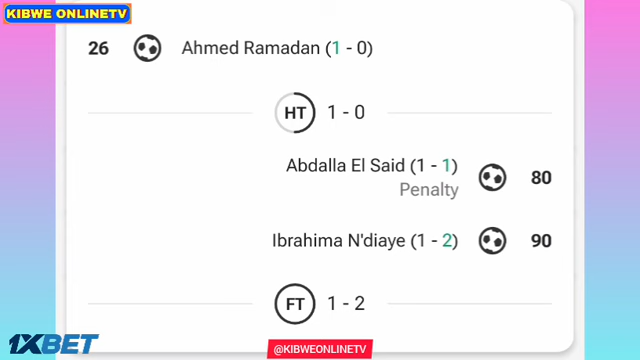 KIBWE ONLINETV
26 Ahmed Ramadan (1 - 0)
HT 1 - 0
Abdalla El Said (1 - 1) 80
Penalty
Ibrahima N'diaye (1 - 2) 90
FT 1 - 2
1XBET
@KIBWEONLINETV